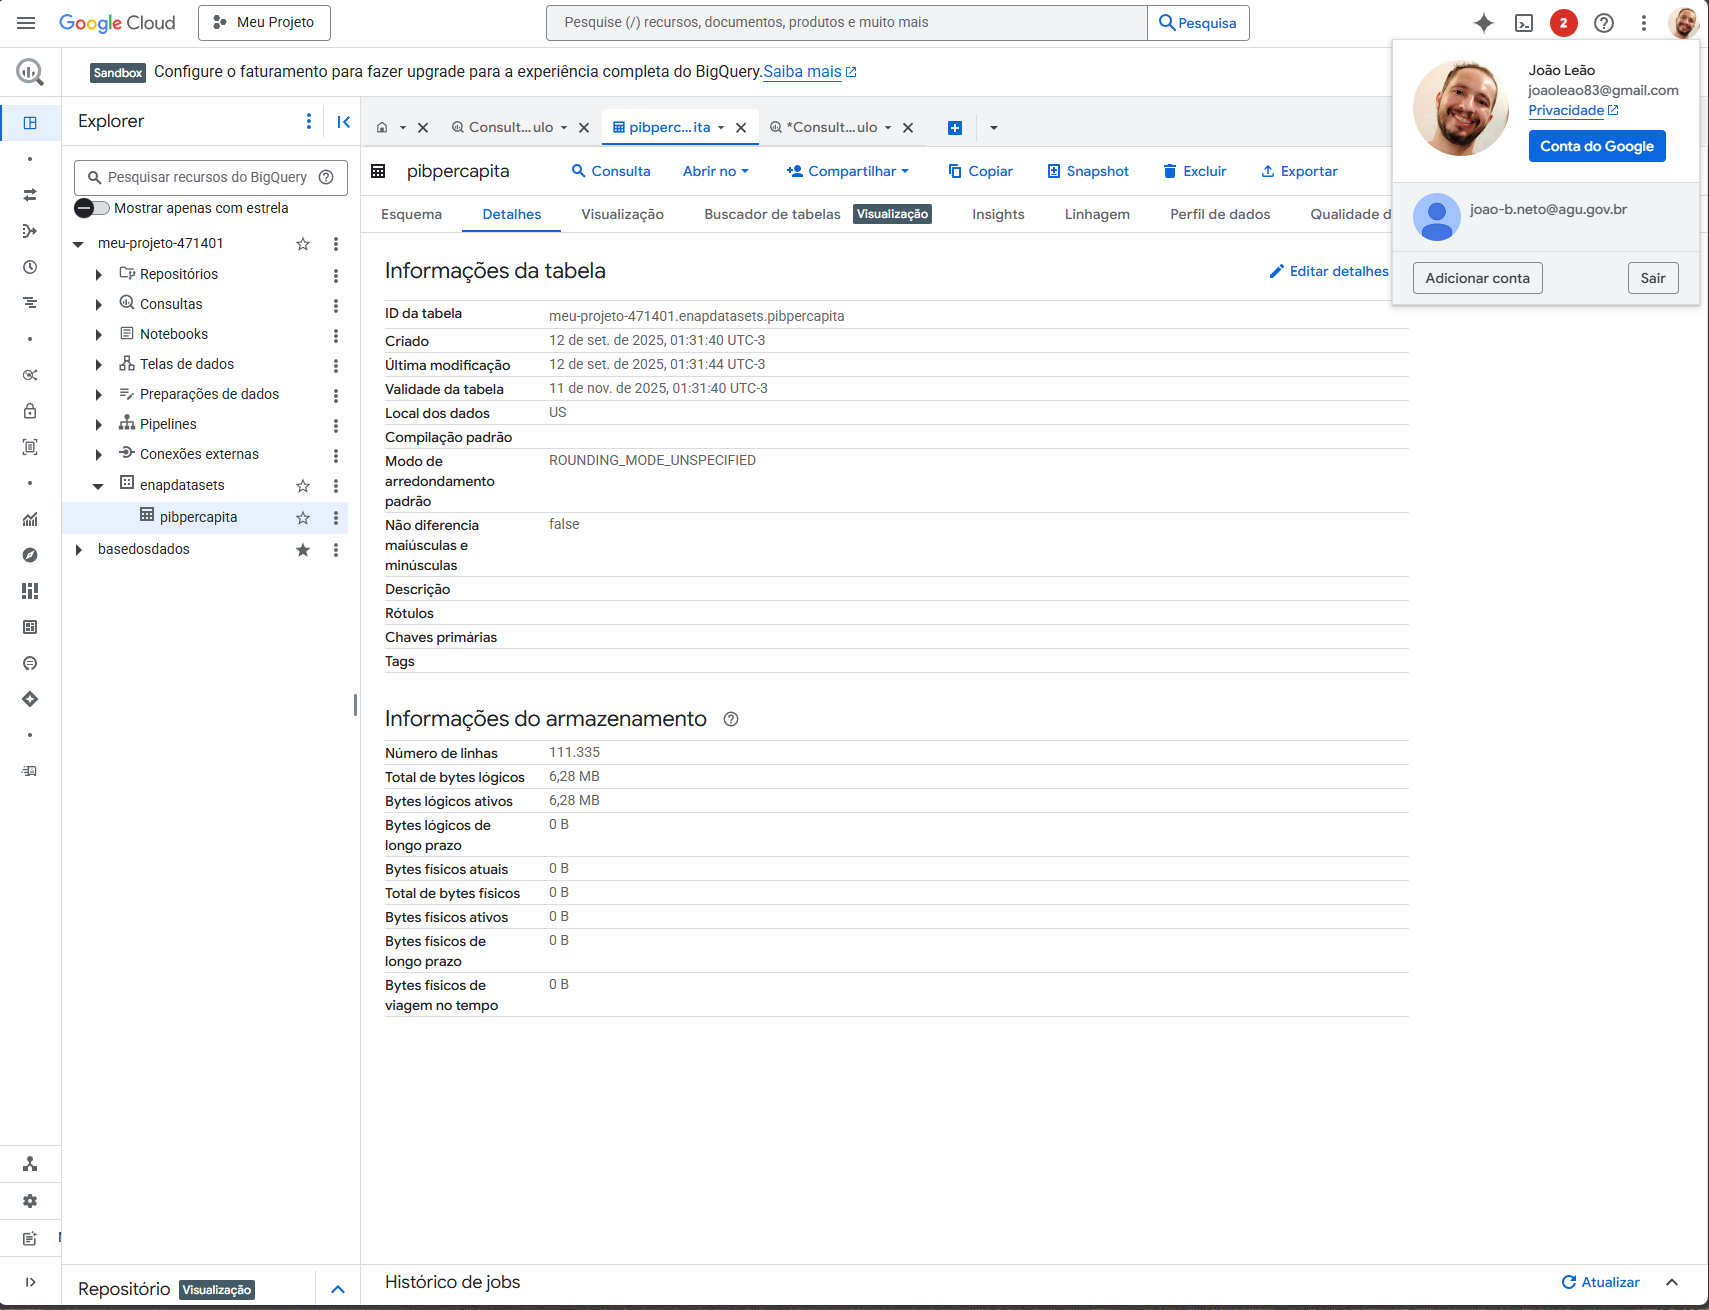 Google Cloud
Meu Projeto
Pesquise (/) recursos, documentos, produtos e muito mais
Pesquisa
2
Sandbox Configure o faturamento para fazer upgrade para a experiência completa do BigQuery. Saiba mais
João Leão
joaoleao83@gmail.com
Privacidade
Conta do Google
joao-b.neto@agu.gov.br
Adicionar conta
Sair
Explorer
Pesquisar recursos do BigQuery
Mostrar apenas com estrela
meu-projeto-471401
Repositórios
Consultas
Notebooks
Telas de dados
Preparações de dados
Pipelines
Conexões externas
enapdatasets
pibpercapita
basedosdados
Repositório Visualização
Consult...ulo
pibperc...ita
*Consult...ulo
pibpercapita
Consulta
Abrir no
Compartilhar
Copiar
Snapshot
Excluir
Exportar
Esquema
Detalhes
Visualização
Buscador de tabelas Visualização
Insights
Linhagem
Perfil de dados
Qualidade d
Informações da tabela
Editar detalhes
ID da tabela meu-projeto-471401.enapdatasets.pibpercapita
Criado 12 de set. de 2025, 01:31:40 UTC-3
Última modificação 12 de set. de 2025, 01:31:44 UTC-3
Validade da tabela 11 de nov. de 2025, 01:31:40 UTC-3
Local dos dados US
Compilação padrão
Modo de ROUNDING_MODE_UNSPECIFIED
arredondamento
padrão
Não diferencia false
maiúsculas e
minúsculas
Descrição
Rótulos
Chaves primárias
Tags
Informações do armazenamento
Número de linhas 111.335
Total de bytes lógicos 6,28 MB
Bytes lógicos ativos 6,28 MB
Bytes lógicos de 0 B
longo prazo
Bytes físicos atuais 0 B
Total de bytes físicos 0 B
Bytes físicos ativos 0 B
Bytes físicos de 0 B
longo prazo
Bytes físicos de 0 B
viagem no tempo
Histórico de jobs
Atualizar